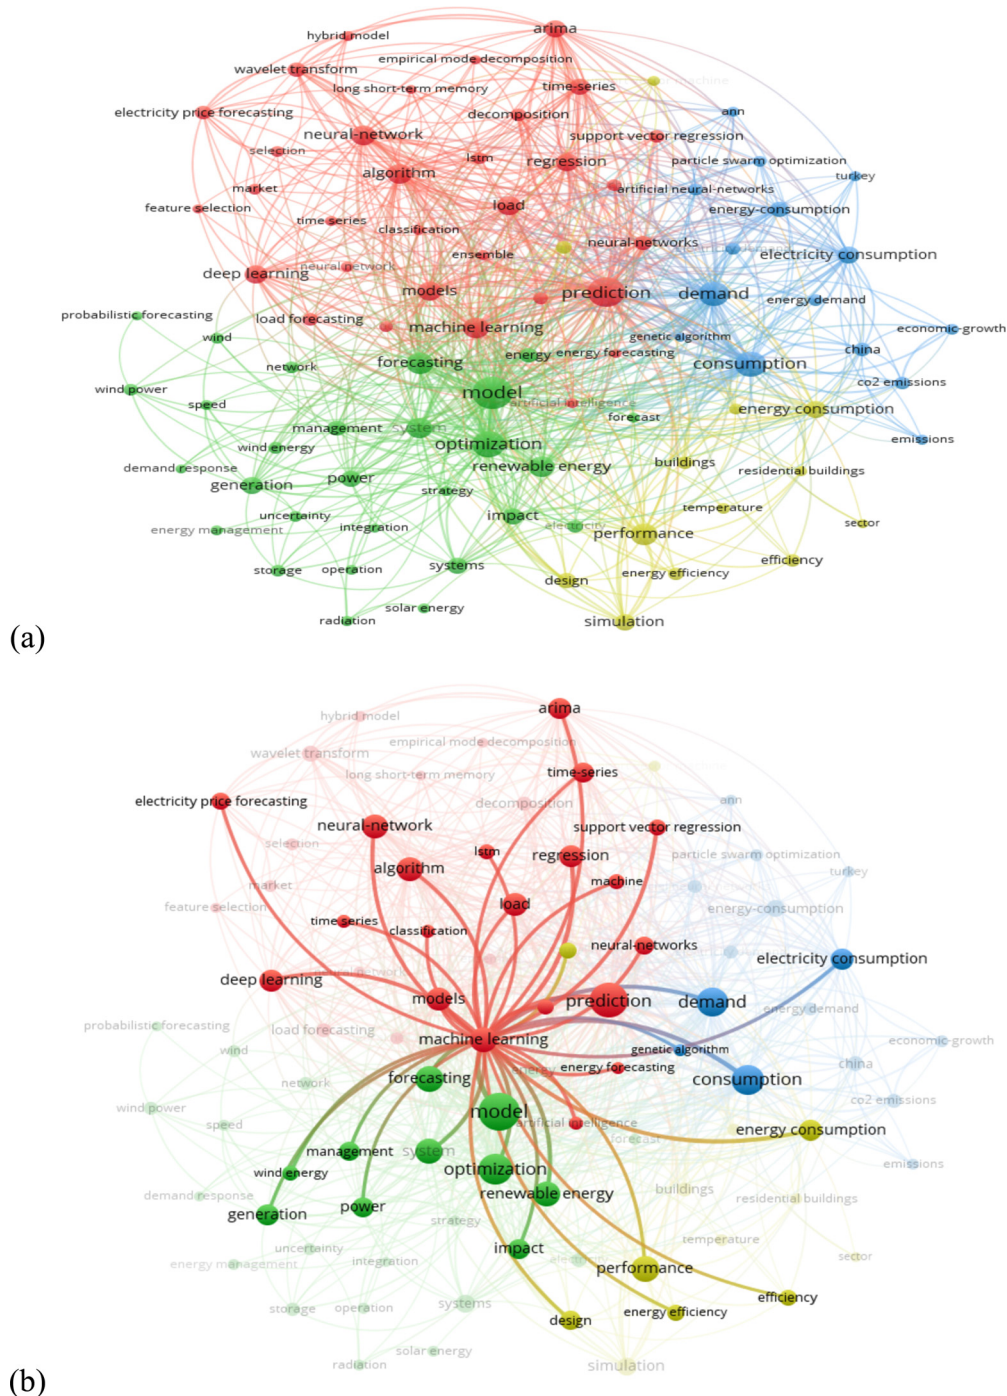 arima
hybrid model
empirical mode decomposition
wavelet transform
long short-term memory
time-series
machine
electricity price forecasting
decomposition
ann
neural-network
support vector regression
selection
lstm
regression
particle swarm optimization
algorithm
turkey
market
artificial neural-networks
feature selection
load
energy-consumption
time series
classification
neural-networks
ensemble
electricity consumption
deep learning
neural network
models
prediction
demand
energy demand
probabilistic forecasting
load forecasting
machine learning
economic-growth
wind
genetic algorithm
china
energy
energy forecasting
network
forecasting
consumption
co2 emissions
wind power
model
speed
artificial intelligence
energy consumption
forecast
management
system
emissions
wind energy
optimization
demand response
renewable energy
buildings
residential buildings
generation
power
strategy
temperature
uncertainty
impact
energy management
integration
electricity
performance
sector
storage
operation
systems
design
energy efficiency
efficiency
solar energy
radiation
simulation
(a)
arima
hybrid model
empirical mode decomposition
wavelet transform
long short-term memory
time-series
electricity price forecasting
decomposition
ann
neural-network
support vector regression
selection
lstm
regression
particle swarm optimization
algorithm
turkey
market
machine
feature selection
load
energy-consumption
time series
classification
neural-networks
electricity consumption
deep learning
neural network
models
prediction
demand
energy demand
probabilistic forecasting
load forecasting
machine learning
economic-growth
wind
genetic algorithm
china
energy
energy forecasting
network
forecasting
consumption
co2 emissions
wind power
model
speed
artificial intelligence
energy consumption
forecast
management
system
emissions
wind energy
optimization
demand response
renewable energy
buildings
residential buildings
generation
power
strategy
temperature
uncertainty
impact
energy management
integration
electricity
performance
sector
storage
operation
systems
design
energy efficiency
efficiency
solar energy
radiation
simulation
(b)